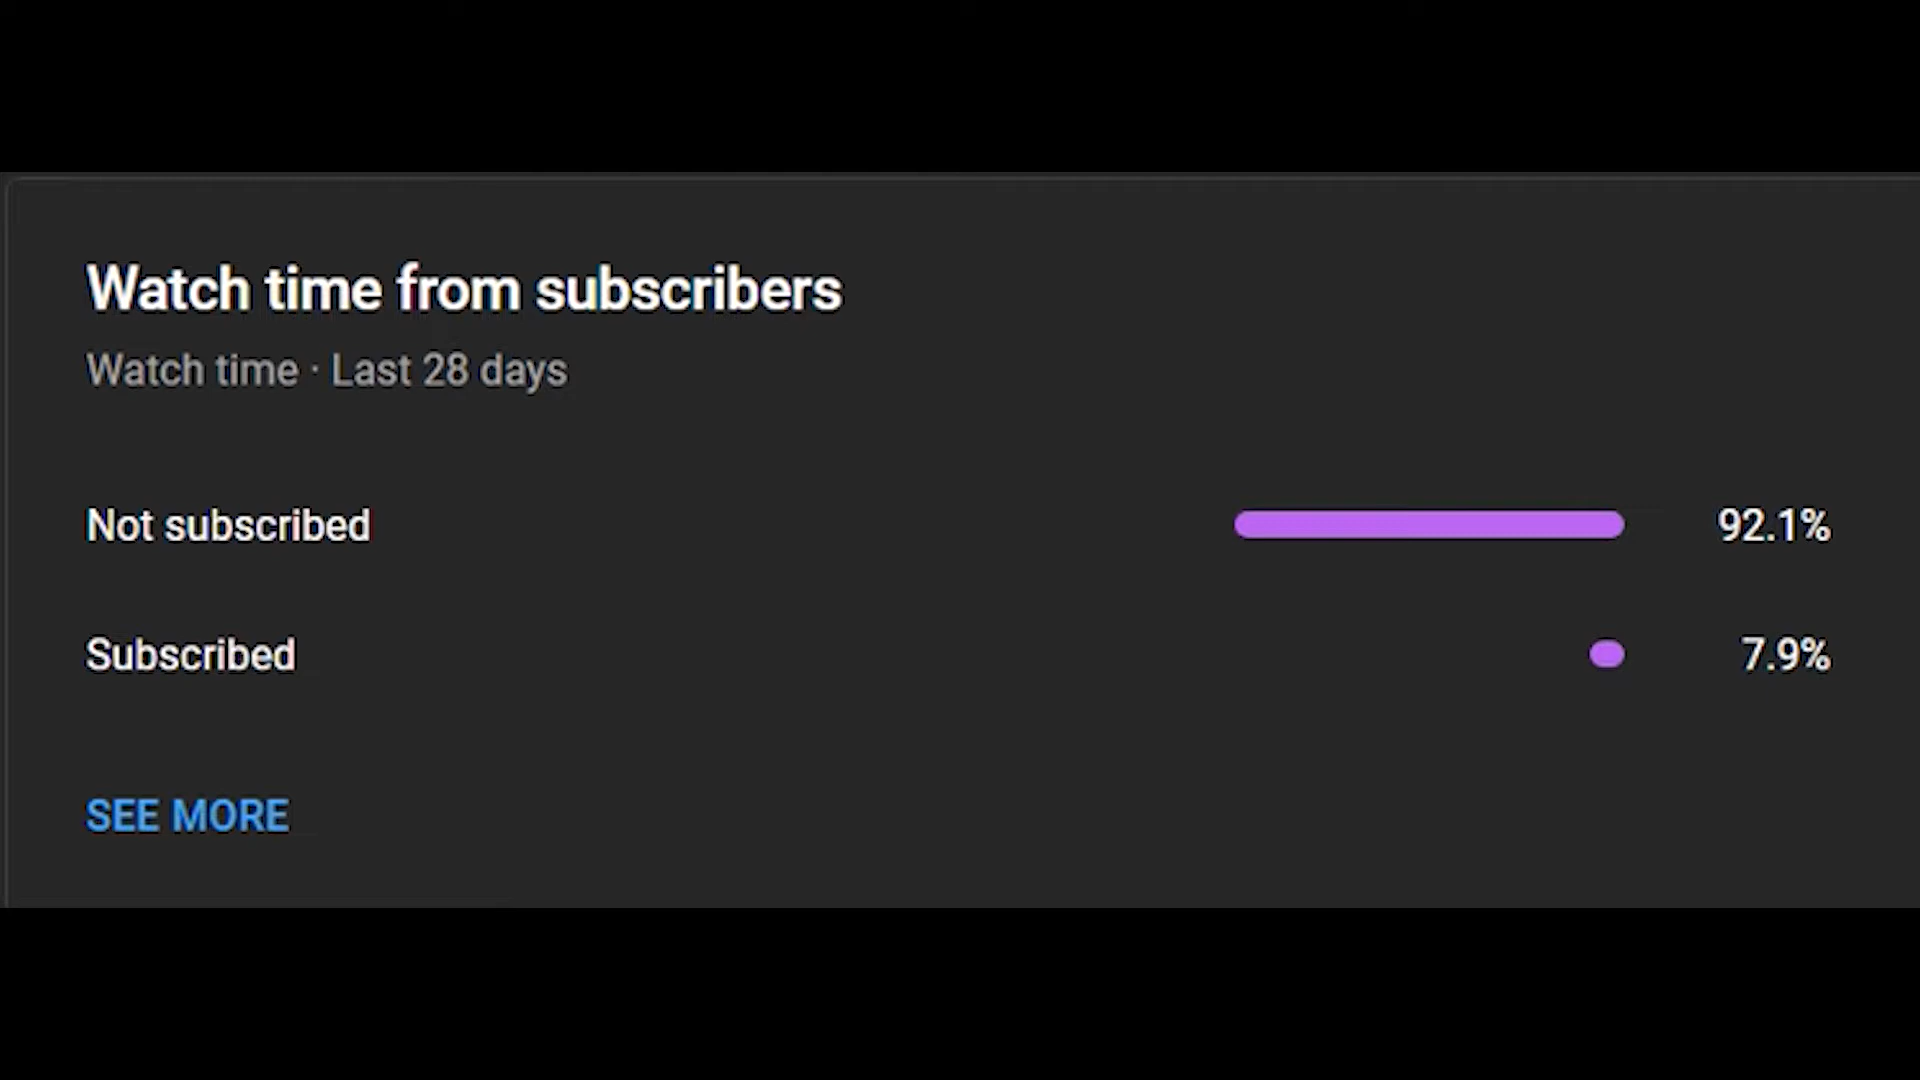 Watch time from subscribers
Watch time · Last 28 days
Not subscribed 92.1%
Subscribed 7.9%
SEE MORE